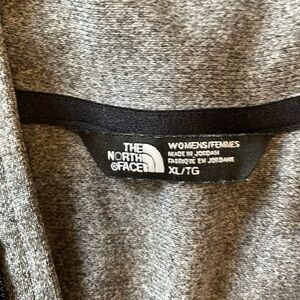 THE
NORTH
FACE
WOMENS/FEMMES
MADE IN JORDAN
FABRIQUÉ EN JORDANIE
XL/TG